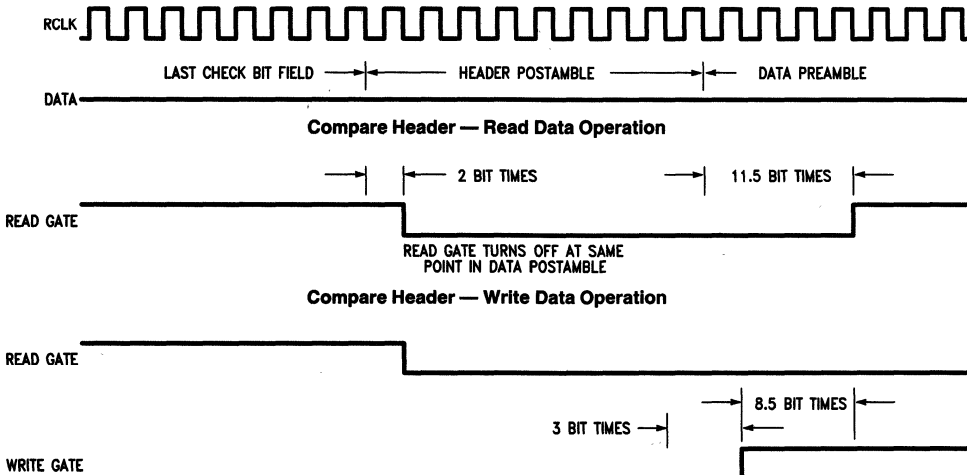 RCLK
LAST CHECK BIT FIELD
HEADER POSTAMBLE
DATA PREAMBLE
DATA
Compare Header — Read Data Operation
2 BIT TIMES
11.5 BIT TIMES
READ GATE
READ GATE TURNS OFF AT SAME
POINT IN DATA POSTAMBLE
Compare Header — Write Data Operation
READ GATE
8.5 BIT TIMES
3 BIT TIMES
WRITE GATE